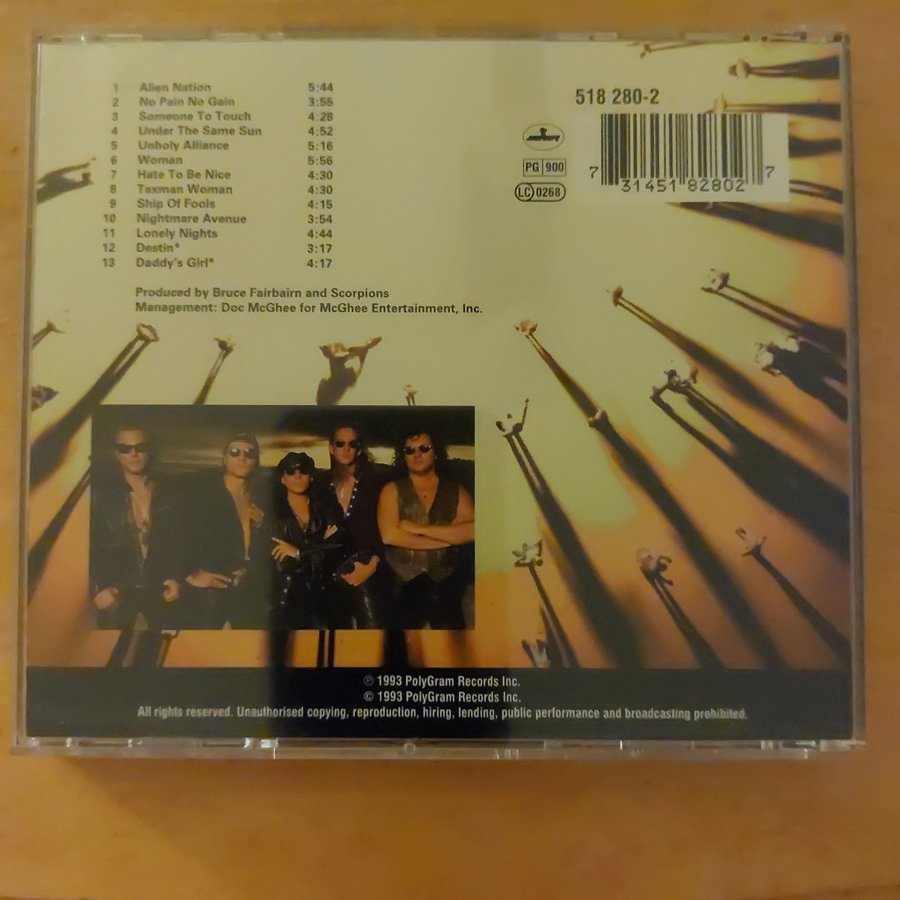 1 Alien Nation 5:44
2 No Pain No Gain 3:55
3 Someone To Touch 4:28
4 Under The Same Sun 4:52
5 Unholy Alliance 5:16
6 Woman 5:56
7 Hate To Be Nice 4:30
8 Taxman Woman 4:30
9 Ship Of Fools 4:15
10 Nightmare Avenue 3:54
11 Lonely Nights 4:44
12 Destin* 3:17
13 Daddy's Girl* 4:17
Produced by Bruce Fairbairn and Scorpions
Management: Doc McGhee for McGhee Entertainment, Inc.
518 280-2
PG 900
LC 0268
7 31451 82802 7
℗ 1993 PolyGram Records Inc.
© 1993 PolyGram Records Inc.
All rights reserved. Unauthorised copying, reproduction, hiring, lending, public performance and broadcasting prohibited.